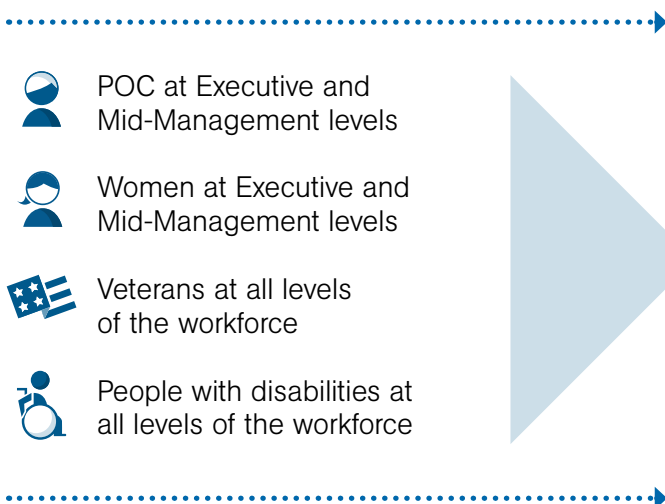 POC at Executive and
Mid-Management levels
Women at Executive and
Mid-Management levels
Veterans at all levels
of the workforce
People with disabilities at
all levels of the workforce